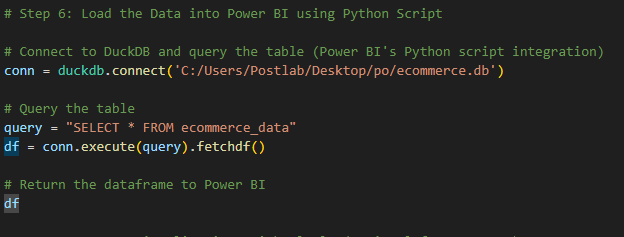 # Step 6: Load the Data into Power BI using Python Script
# Connect to DuckDB and query the table (Power BI's Python script integration)
conn = duckdb.connect('C:/Users/Postlab/Desktop/po/ecommerce.db')
# Query the table
query = "SELECT * FROM ecommerce_data"
df = conn.execute(query).fetchdf()
# Return the dataframe to Power BI
df